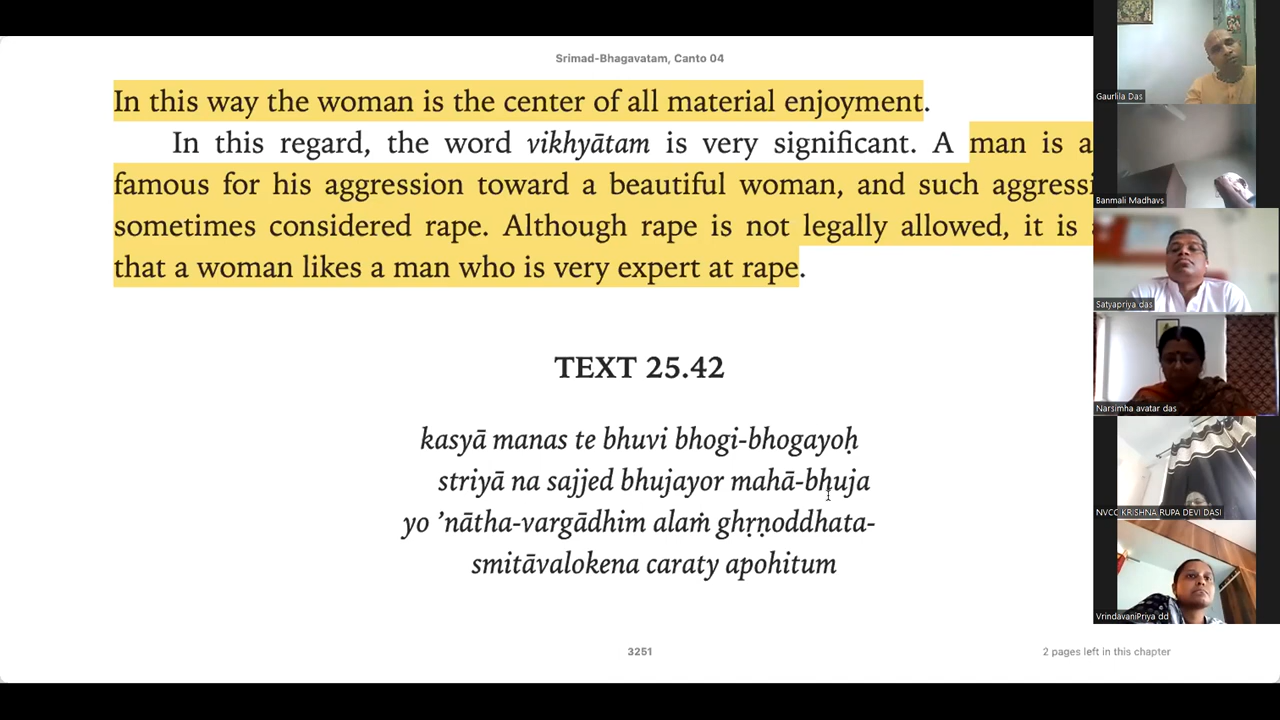 Srimad-Bhagavatam, Canto 04
In this way the woman is the center of all material enjoyment.
In this regard, the word vikhyātam is very significant. A man is a
famous for his aggression toward a beautiful woman, and such aggressi
sometimes considered rape. Although rape is not legally allowed, it is
that a woman likes a man who is very expert at rape.
TEXT 25.42
kasyā manas te bhuvi bhogi-bhogayoḥ
striyā na sajjed bhujayor mahā-bhuja
yo ’nātha-vargādhim alaṁ ghṛṇoddhata-
smitāvalokena caraty apohitum
3251
2 pages left in this chapter
Gaurlila Das
Banmali Madhavs
Satyapriya das
Narsimha avatar das
NVCC KRISHNA RUPA DEVI DASI
VrindavaniPriya dd